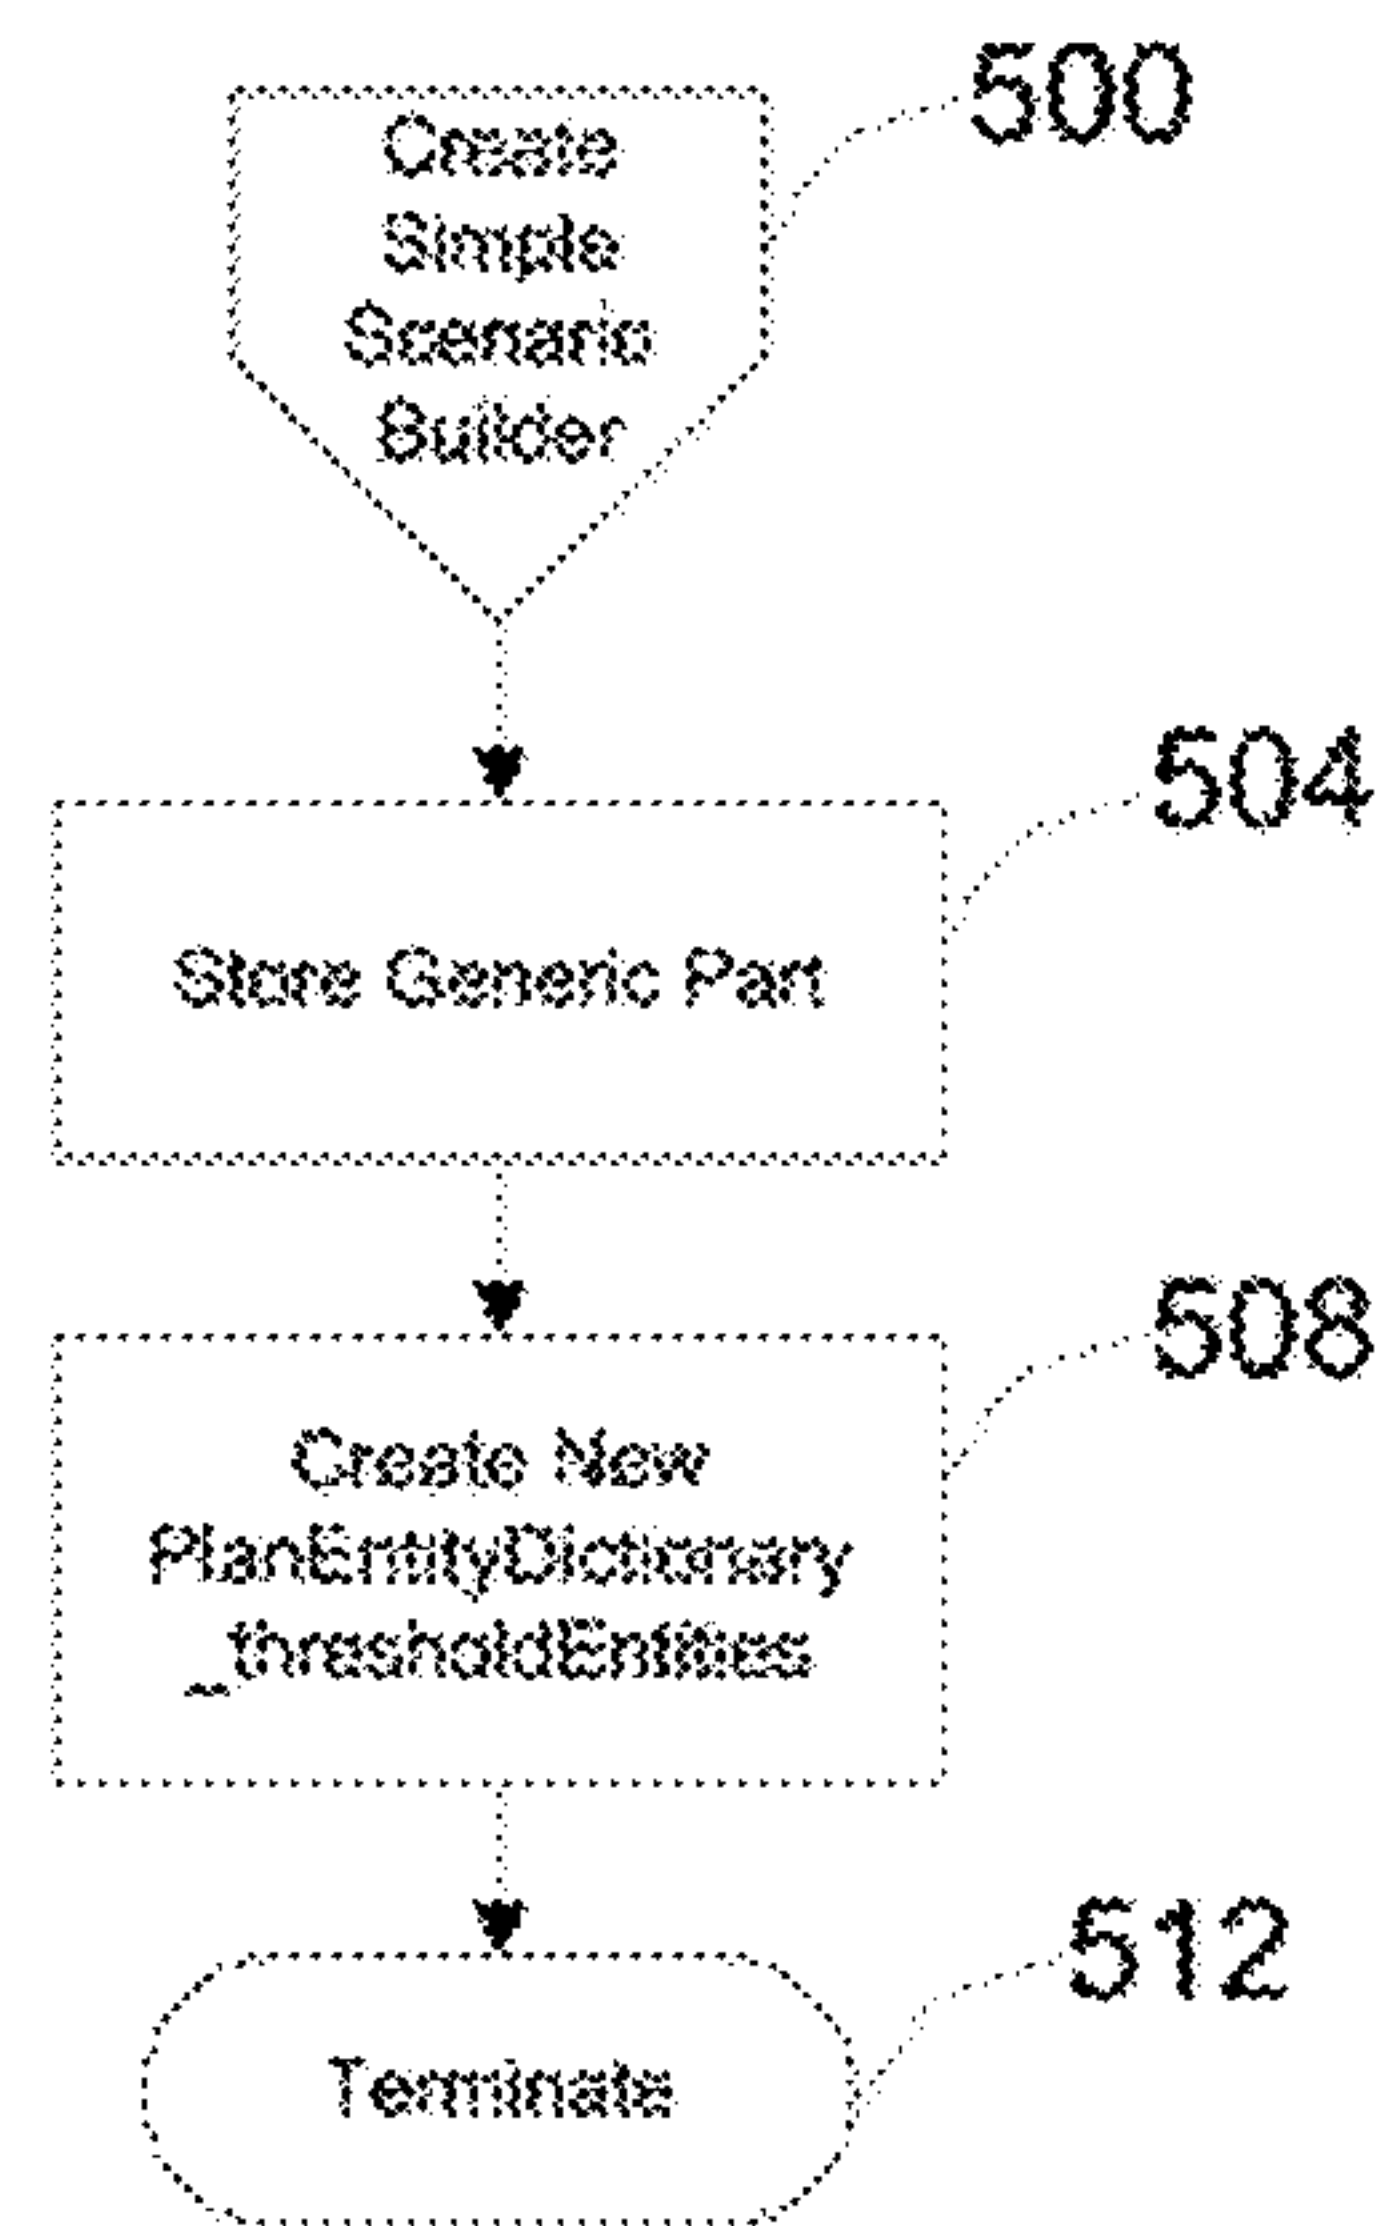 500
Create
Simple
Scenario
Builder
504
Store Generic Part
508
Create New
PlanEntityDictionary
_thresholdEntities
512
Terminate